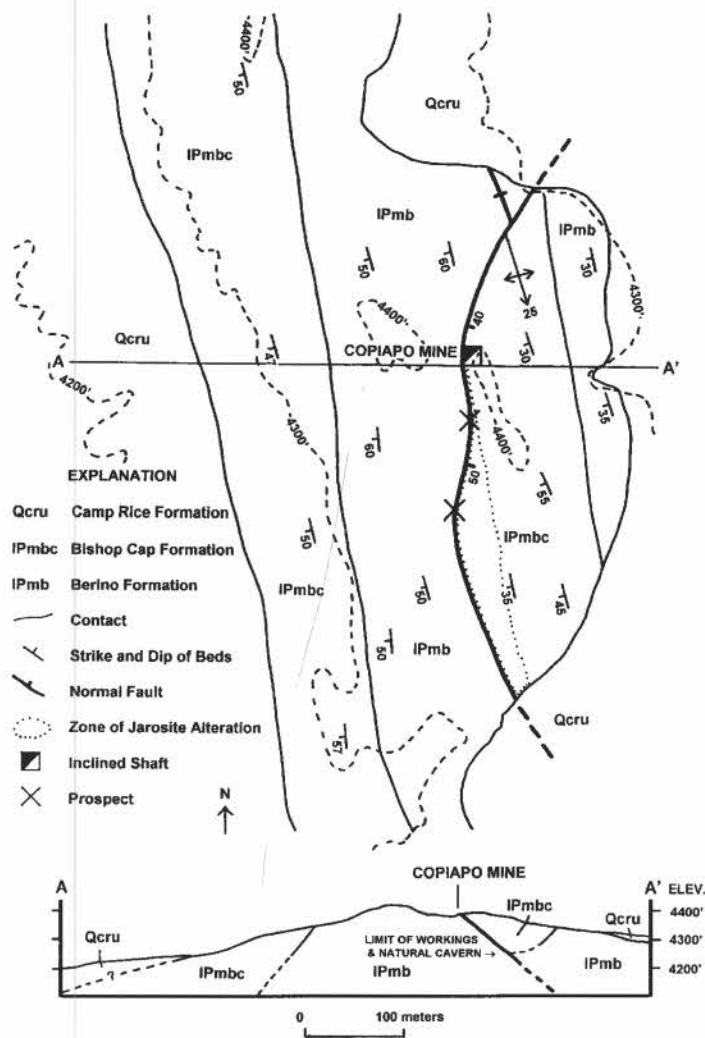 4400'
50
Qcru
IPmbc
IPmb
IPmb
50
60
30
4300'
25
4400'
40
Qcru
COPIAPO MINE
30
A
A'
4200'
47
4300'
4400'
35
60
50
EXPLANATION
55
Qcru Camp Rice Formation
50
IPmbc
IPmbc Bishop Cap Formation
IPmb Berino Formation
IPmbc
50
35
45
Contact
IPmb
Strike and Dip of Beds
50
Normal Fault
Qcru
Zone of Jarosite Alteration
57
Inclined Shaft
N
Prospect
COPIAPO MINE
A
A' ELEV.
IPmbc
4400'
Qcru
Qcru
LIMIT OF WORKINGS
& NATURAL CAVERN →
4300'
IPmbc
IPmb
IPmb
4200'
?
0 100 meters